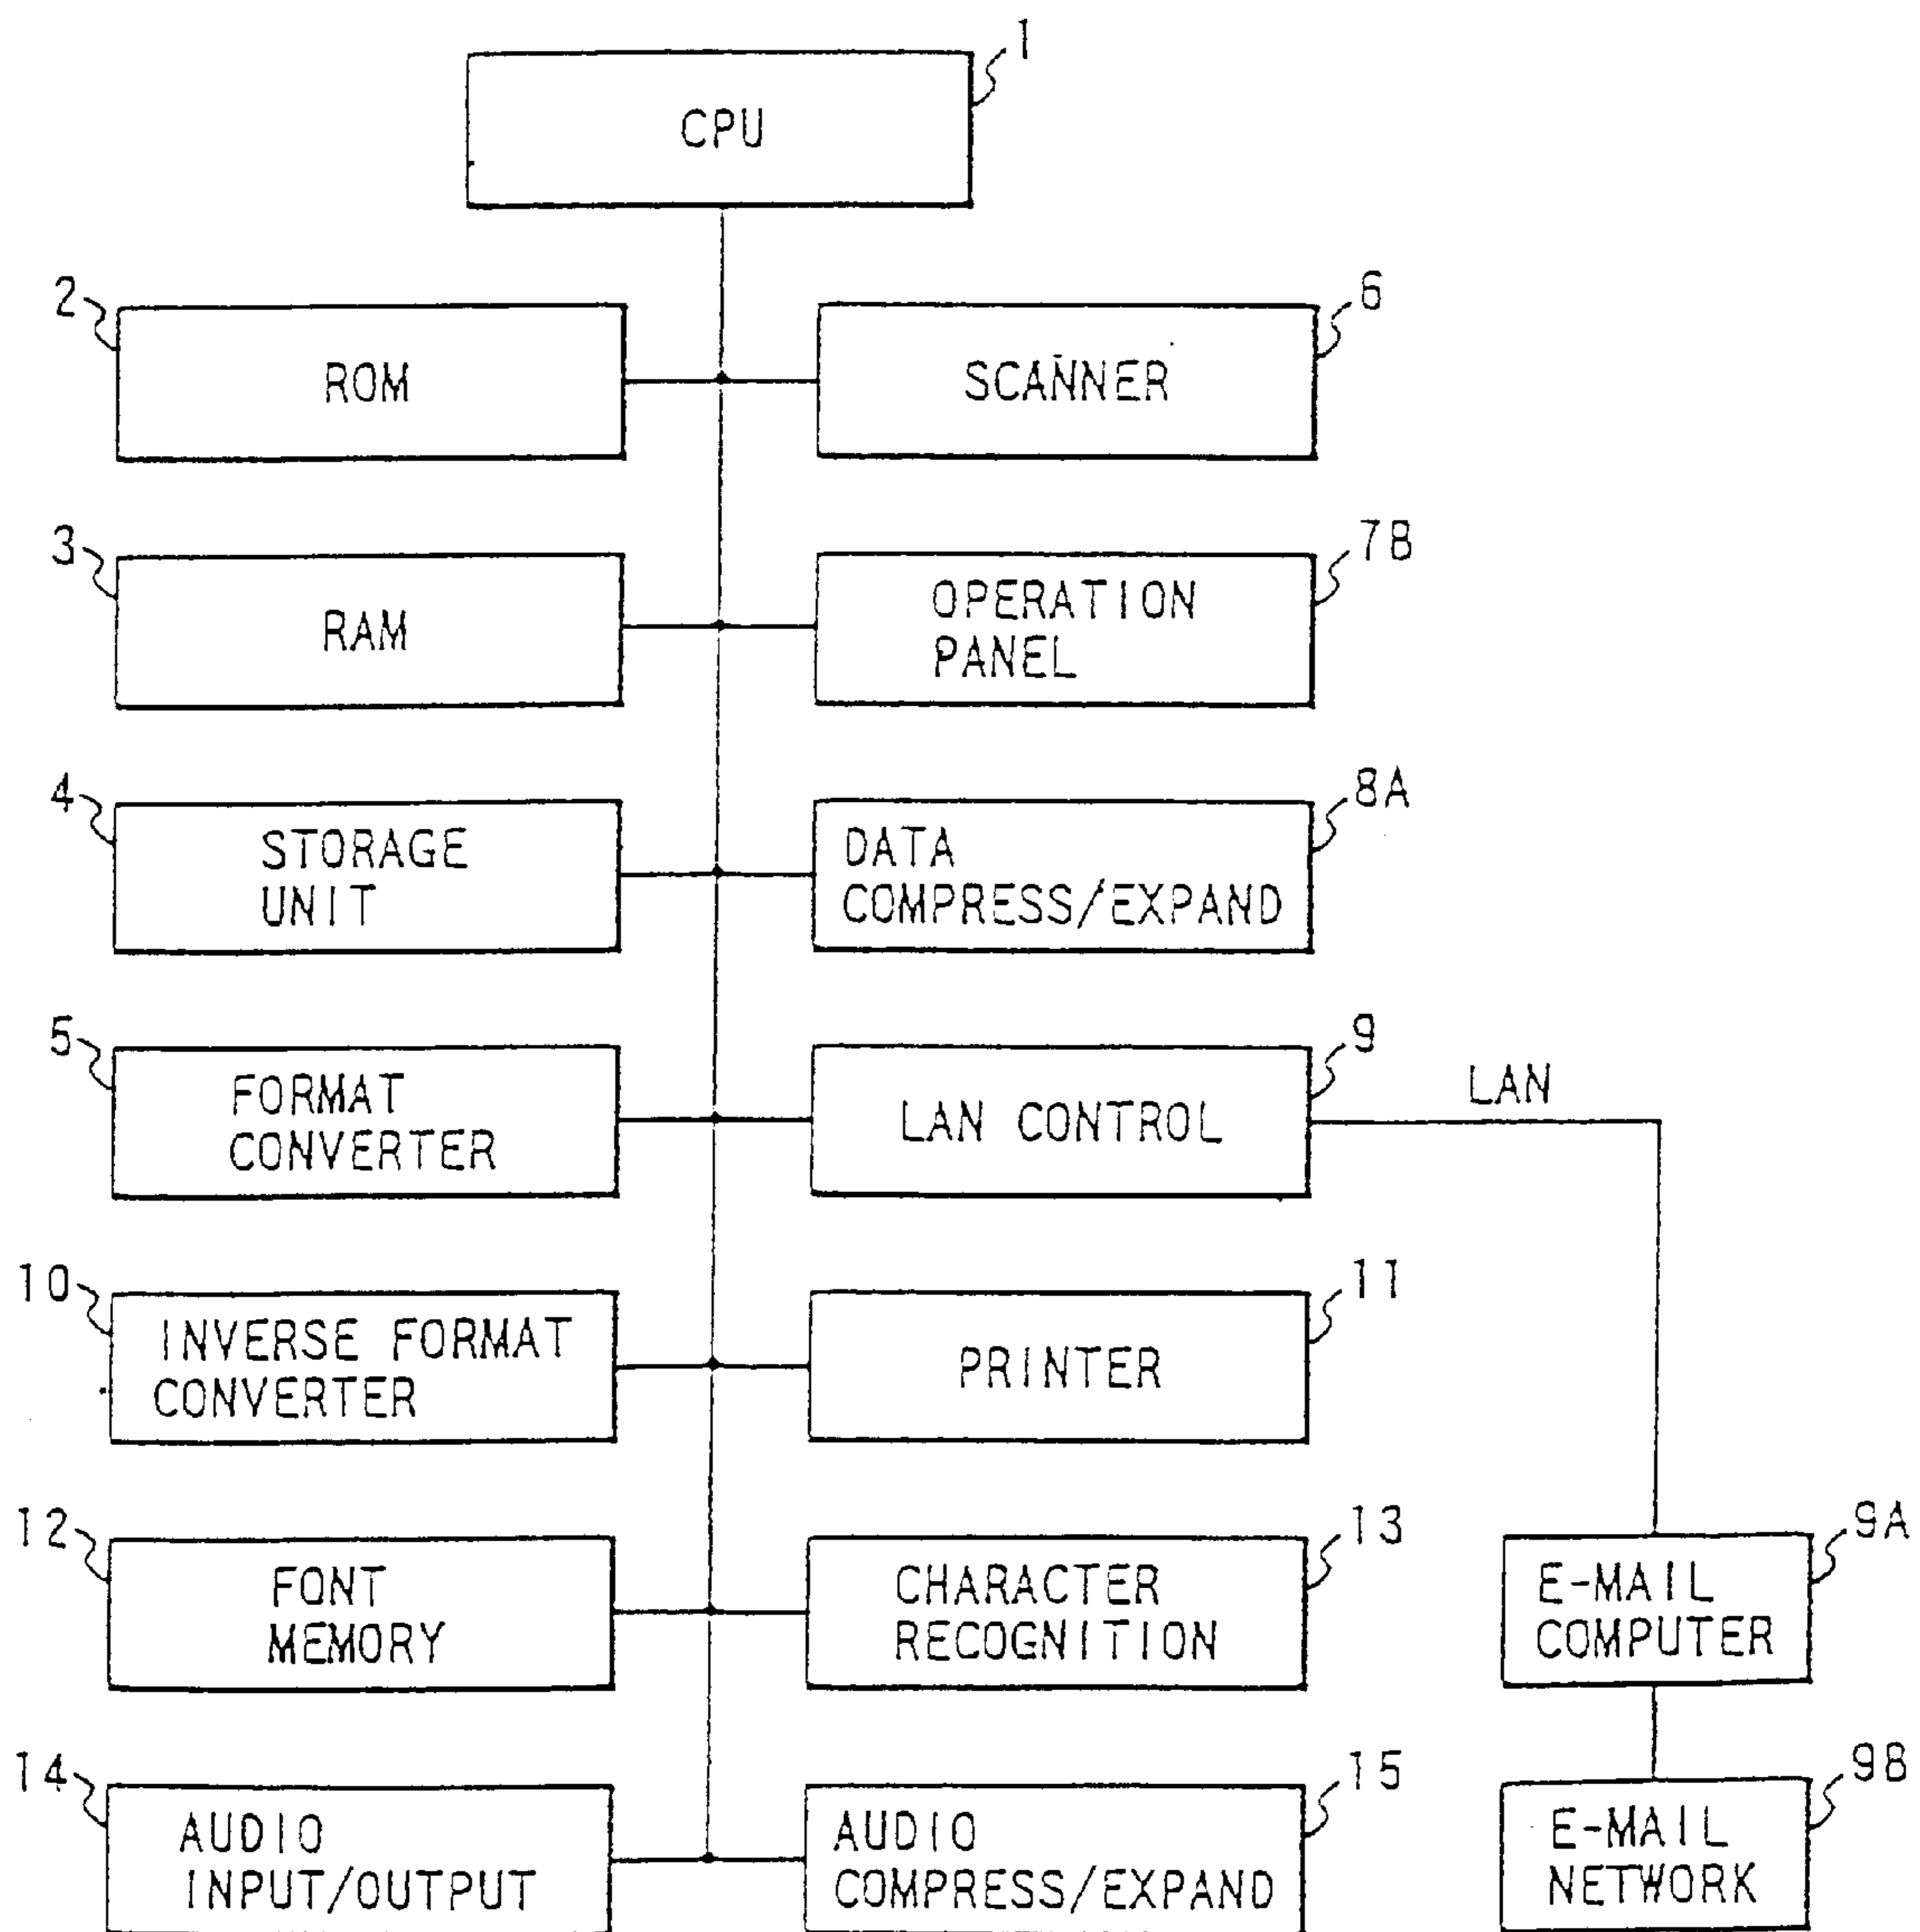 1
CPU
2
ROM
6
SCANNER
3
RAM
7B
OPERATION
PANEL
4
STORAGE
UNIT
8A
DATA
COMPRESS/EXPAND
5
FORMAT
CONVERTER
9
LAN CONTROL
LAN
10
INVERSE FORMAT
CONVERTER
11
PRINTER
12
FONT
MEMORY
13
CHARACTER
RECOGNITION
9A
E-MAIL
COMPUTER
14
AUDIO
INPUT/OUTPUT
15
AUDIO
COMPRESS/EXPAND
9B
E-MAIL
NETWORK